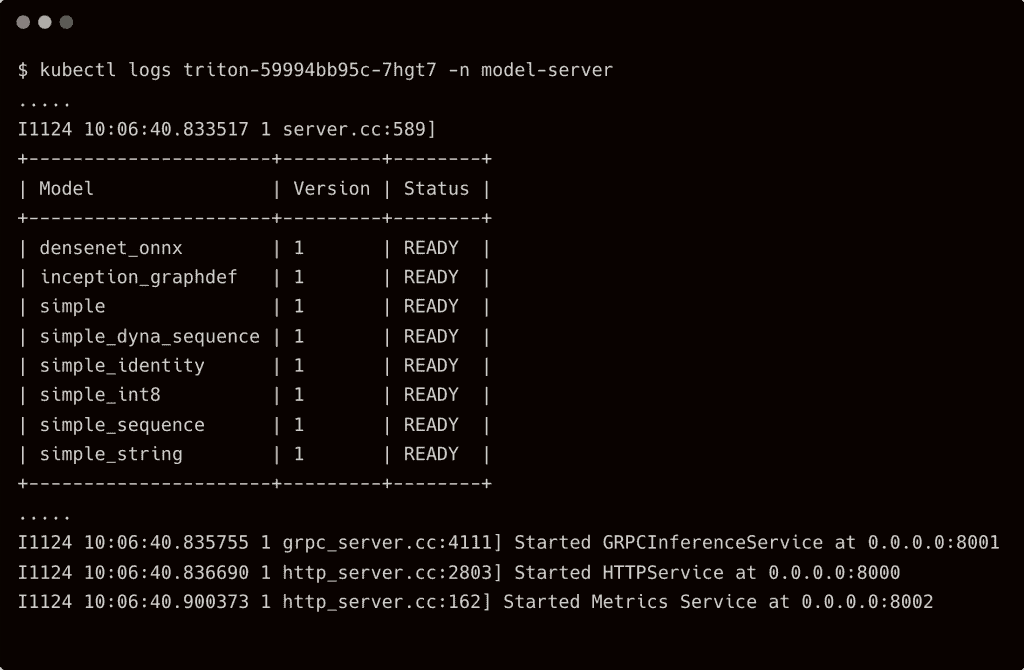 $ kubectl logs triton-59994bb95c-7hgt7 -n model-server
.....
I1124 10:06:40.833517 1 server.cc:589]
+----------------------+---------+--------+
| Model                | Version | Status |
+----------------------+---------+--------+
| densenet_onnx        | 1       | READY  |
| inception_graphdef   | 1       | READY  |
| simple               | 1       | READY  |
| simple_dyna_sequence | 1       | READY  |
| simple_identity      | 1       | READY  |
| simple_int8          | 1       | READY  |
| simple_sequence      | 1       | READY  |
| simple_string        | 1       | READY  |
+----------------------+---------+--------+
.....
I1124 10:06:40.835755 1 grpc_server.cc:4111] Started GRPCInferenceService at 0.0.0.0:8001
I1124 10:06:40.836690 1 http_server.cc:2803] Started HTTPService at 0.0.0.0:8000
I1124 10:06:40.900373 1 http_server.cc:162] Started Metrics Service at 0.0.0.0:8002